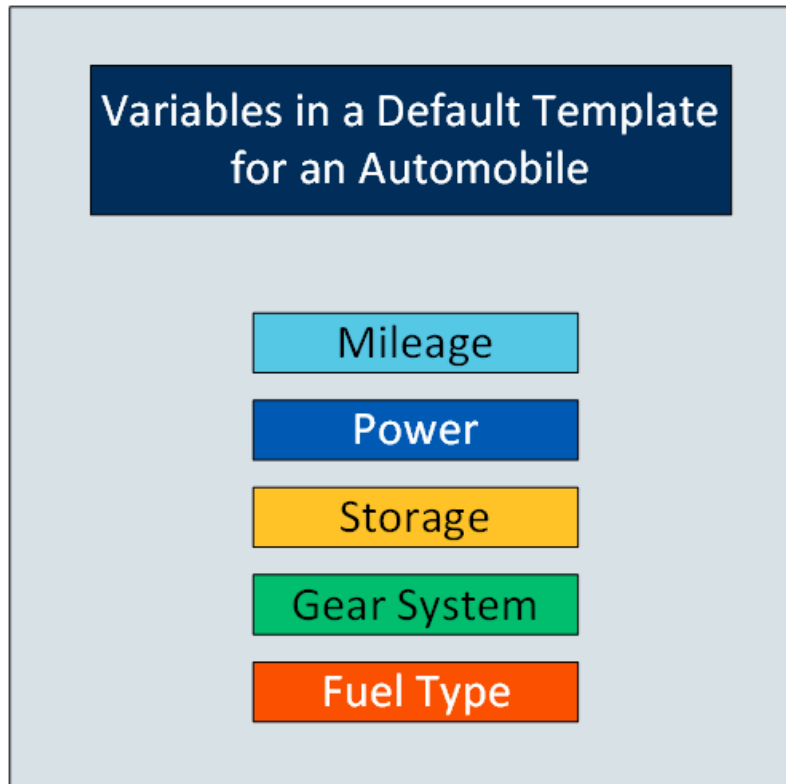 Variables in a Default Template
for an Automobile
Mileage
Power
Storage
Gear System
Fuel Type